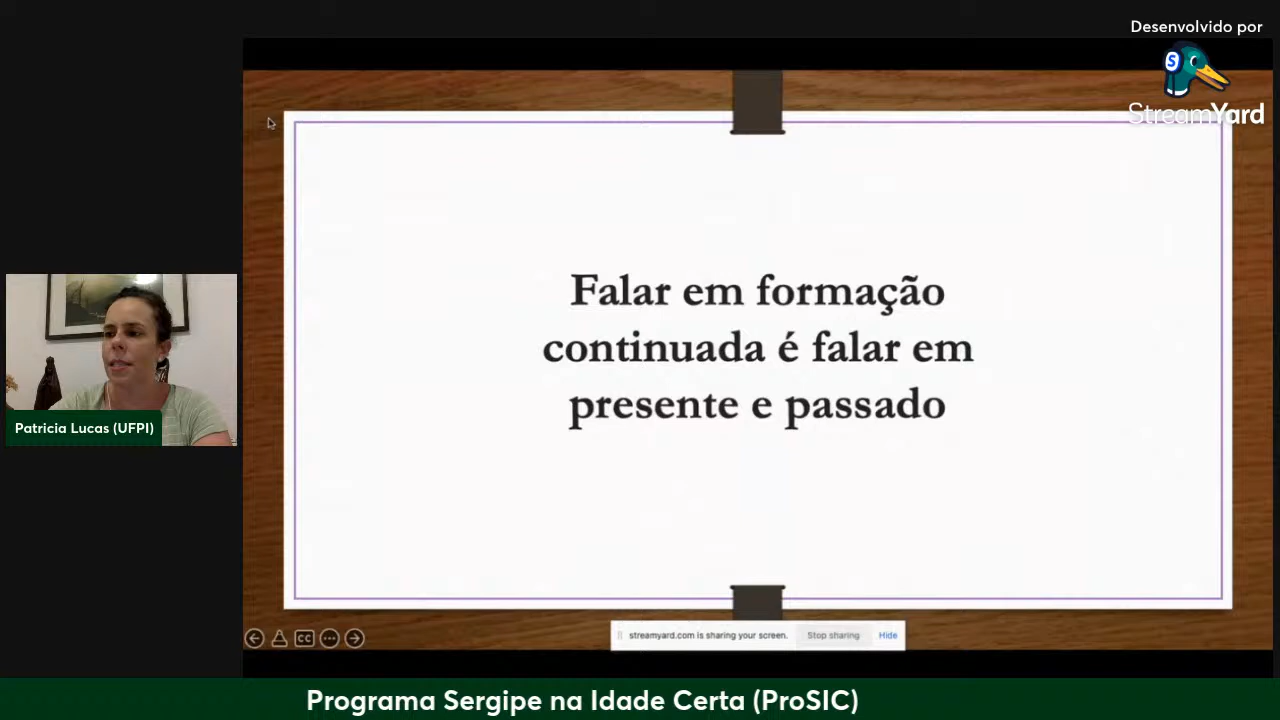 Desenvolvido por
StreamYard
Falar em formação
continuada é falar em
presente e passado
Patricia Lucas (UFPI)
CC
streamyard.com is sharing your screen.
Stop sharing
Hide
Programa Sergipe na Idade Certa (ProSIC)